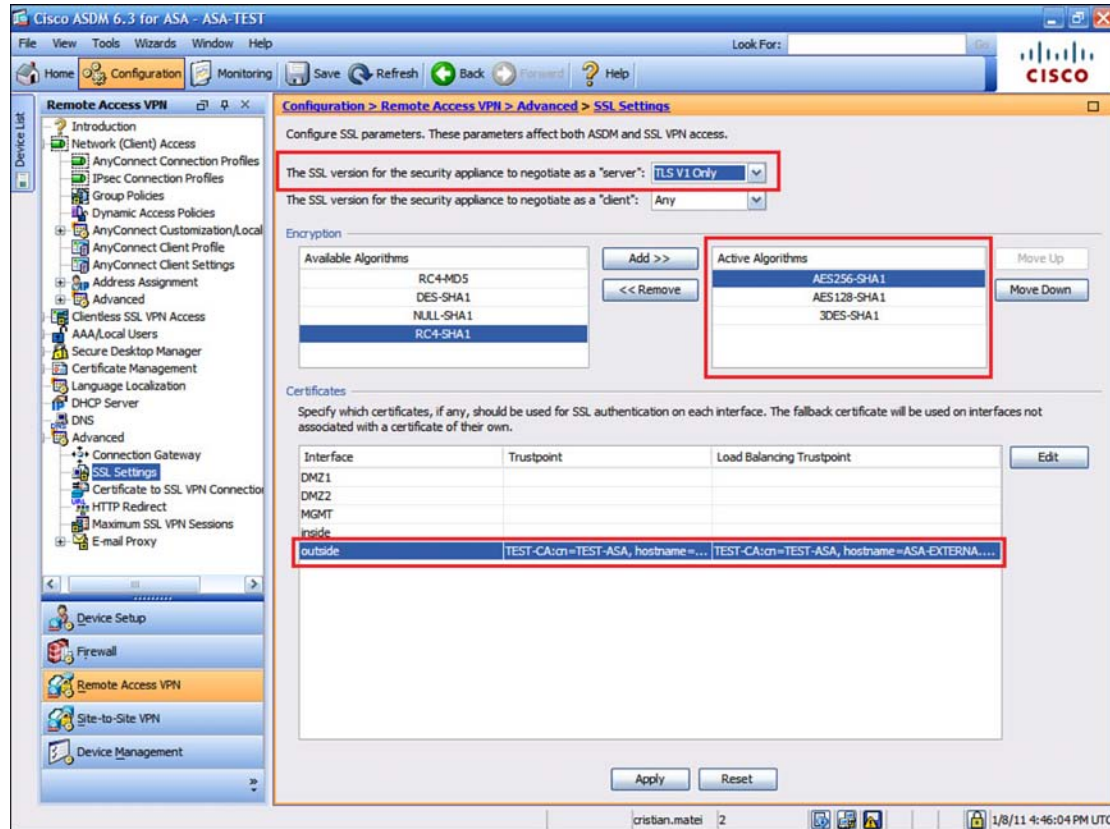 Cisco ASDM 6.3 for ASA - ASA-TEST
File View Tools Wizards Window Help
Look For:
Go
Home Configuration Monitoring Save Refresh Back Forward Help
CISCO
Device List
Remote Access VPN
Introduction
Network (Client) Access
AnyConnect Connection Profiles
IPsec Connection Profiles
Group Policies
Dynamic Access Policies
AnyConnect Customization/Local
AnyConnect Client Profile
AnyConnect Client Settings
Address Assignment
Advanced
Clientless SSL VPN Access
AAA/Local Users
Secure Desktop Manager
Certificate Management
Language Localization
DHCP Server
DNS
Advanced
Connection Gateway
SSL Settings
Certificate to SSL VPN Connection
HTTP Redirect
Maximum SSL VPN Sessions
E-mail Proxy
Device Setup
Firewall
Remote Access VPN
Site-to-Site VPN
Device Management
Configuration > Remote Access VPN > Advanced > SSL Settings
Configure SSL parameters. These parameters affect both ASDM and SSL VPN access.
The SSL version for the security appliance to negotiate as a "server": TLS V1 Only
The SSL version for the security appliance to negotiate as a "client": Any
Encryption
Available Algorithms
RC4-MD5
DES-SHA1
NULL-SHA1
RC4-SHA1
Add >>
<< Remove
Active Algorithms
AES256-SHA1
AES128-SHA1
3DES-SHA1
Move Up
Move Down
Certificates
Specify which certificates, if any, should be used for SSL authentication on each interface. The fallback certificate will be used on interfaces not
associated with a certificate of their own.
Interface Trustpoint Load Balancing Trustpoint
Edit
DMZ1
DMZ2
MGMT
inside
outside TEST-CA:cn=TEST-ASA, hostname=... TEST-CA:cn=TEST-ASA, hostname=ASA-EXTERNA....
Apply Reset
cristian.matei 2 1/8/11 4:46:04 PM UTC